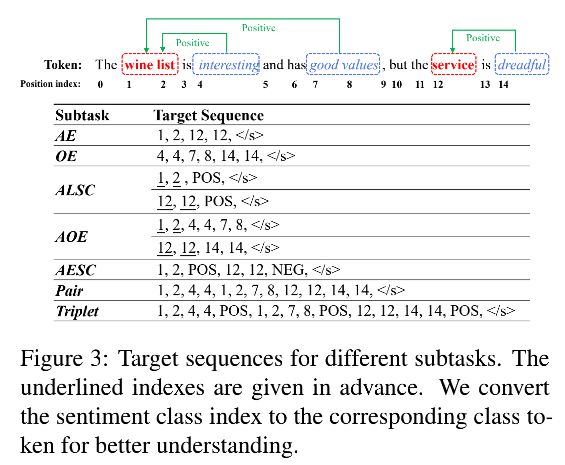 Positive
Positive
Positive
Token: The wine list is interesting and has good values , but the service is dreadful
Position index: 0 1 2 3 4 5 6 7 8 9 10 11 12 13 14
Subtask Target Sequence
AE 1, 2, 12, 12, </s>
OE 4, 4, 7, 8, 14, 14, </s>
ALSC 1, 2 , POS, </s>
12, 12, POS, </s>
AOE 1, 2, 4, 4, 7, 8, </s>
12, 12, 14, 14, </s>
AESC 1, 2, POS, 12, 12, NEG, </s>
Pair 1, 2, 4, 4, 1, 2, 7, 8, 12, 12, 14, 14, </s>
Triplet 1, 2, 4, 4, POS, 1, 2, 7, 8, POS, 12, 12, 14, 14, POS, </s>
Figure 3: Target sequences for different subtasks. The
underlined indexes are given in advance. We convert
the sentiment class index to the corresponding class to-
ken for better understanding.